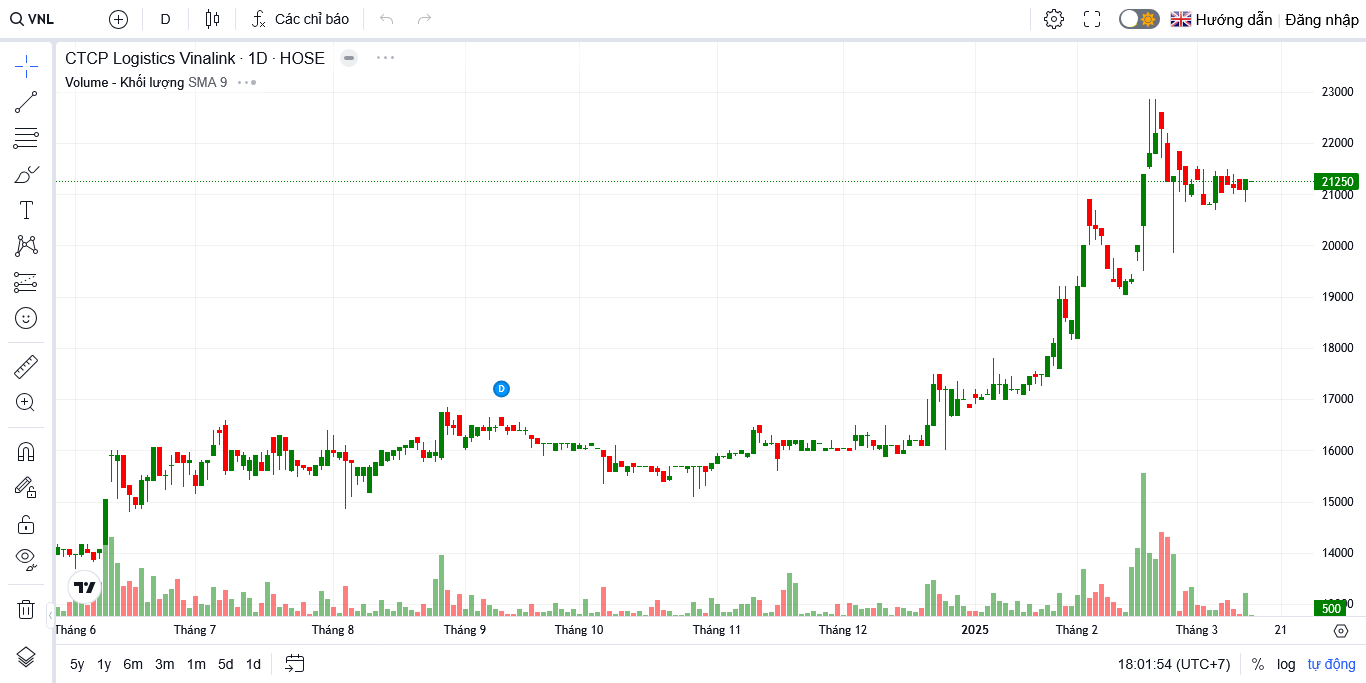 VNL D Các chỉ báo Hướng dẫn Đăng nhập
CTCP Logistics Vinalink · 1D · HOSE
Volume - Khối lượng SMA 9
23000
22000
21250
21000
20000
19000
18000
17000
D
16000
15000
14000
500
Tháng 6 Tháng 7 Tháng 8 Tháng 9 Tháng 10 Tháng 11 Tháng 12 2025 Tháng 2 Tháng 3 21
5y 1y 6m 3m 1m 5d 1d 18:01:54 (UTC+7) % log tự động